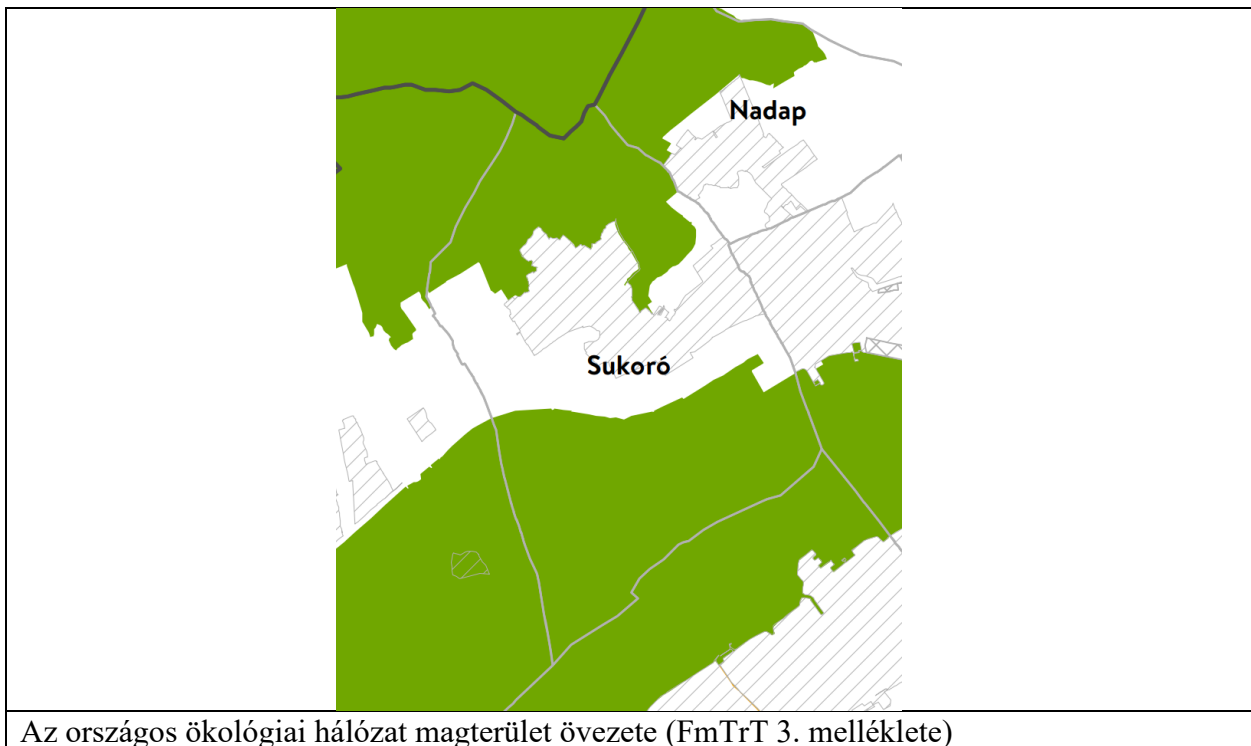 Nadap
Sukoró
Az országos ökológiai hálózat magterület övezete (FmTrT 3. melléklete)